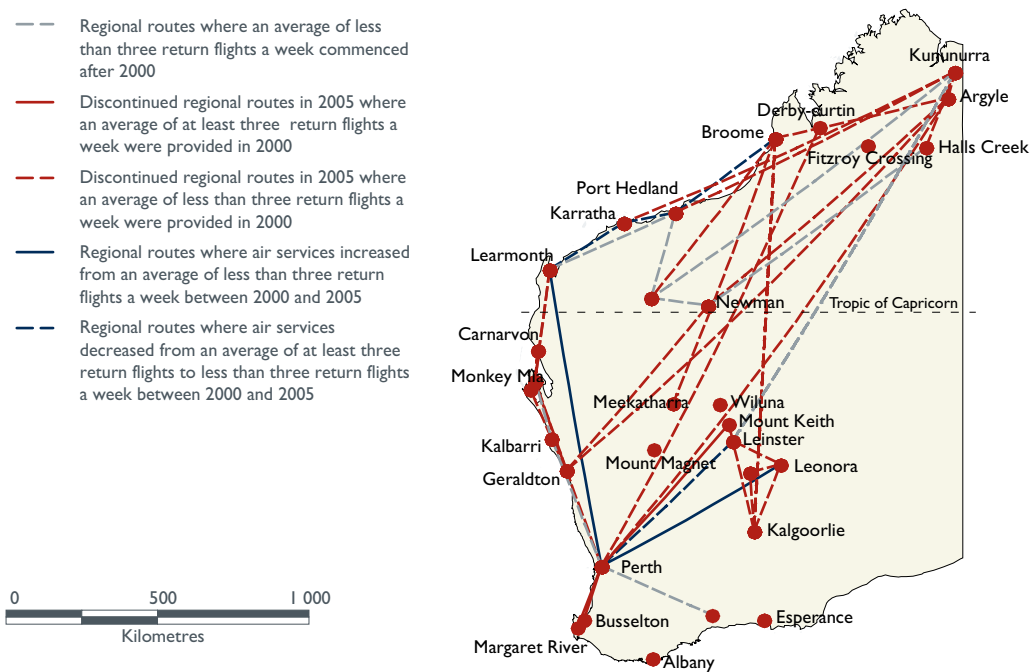 Regional routes where an average of less
than three return flights a week commenced
after 2000
Discontinued regional routes in 2005 where
an average of at least three return flights a
week were provided in 2000
Discontinued regional routes in 2005 where
an average of less than three return flights a
week were provided in 2000
Regional routes where air services increased
from an average of less than three return
flights a week between 2000 and 2005
Regional routes where air services
decreased from an average of at least three
return flights to less than three return flights
a week between 2000 and 2005
0 500 1 000
Kilometres
Kununurra
Argyle
Derby-curtin
Broome
Halls Creek
Fitzroy Crossing
Port Hedland
Karratha
Learmonth
Newman
Tropic of Capricorn
Carnarvon
Monkey Mia
Meekatharra
Wiluna
Mount Keith
Leinster
Kalbarri
Mount Magnet
Leonora
Geraldton
Kalgoorlie
Perth
Busselton
Esperance
Margaret River
Albany